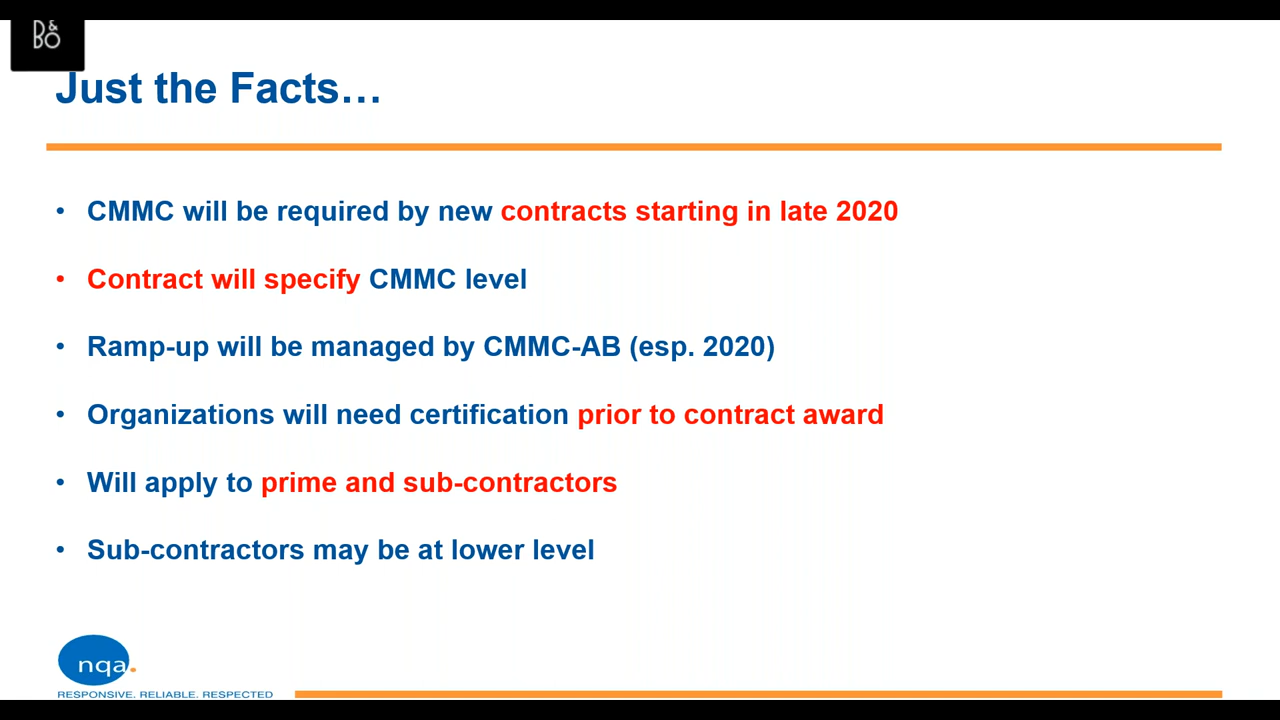 B&
BO
Just the Facts…
• CMMC will be required by new contracts starting in late 2020
• Contract will specify CMMC level
• Ramp-up will be managed by CMMC-AB (esp. 2020)
• Organizations will need certification prior to contract award
• Will apply to prime and sub-contractors
• Sub-contractors may be at lower level
nqa.
RESPONSIVE. RELIABLE. RESPECTED